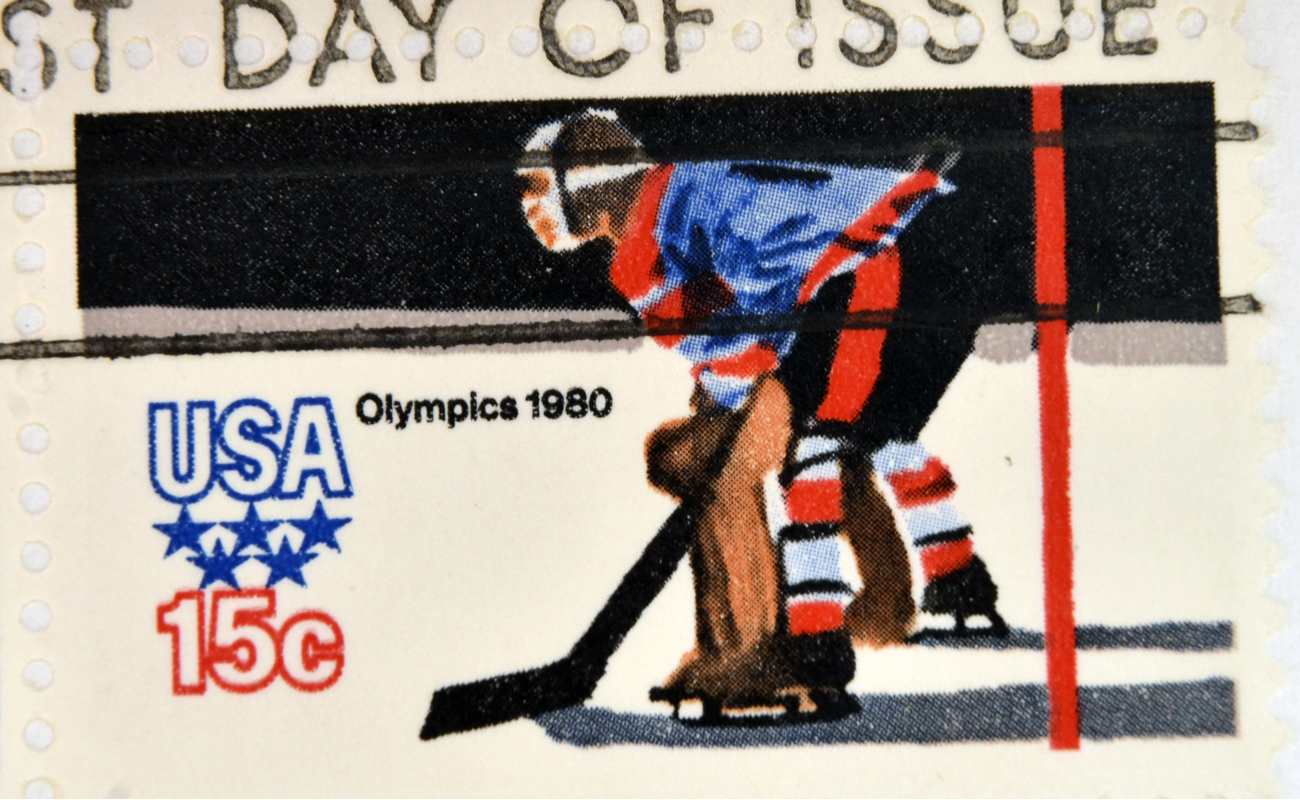 ST DAY OF ISSUE
Olympics 1980
USA
15c